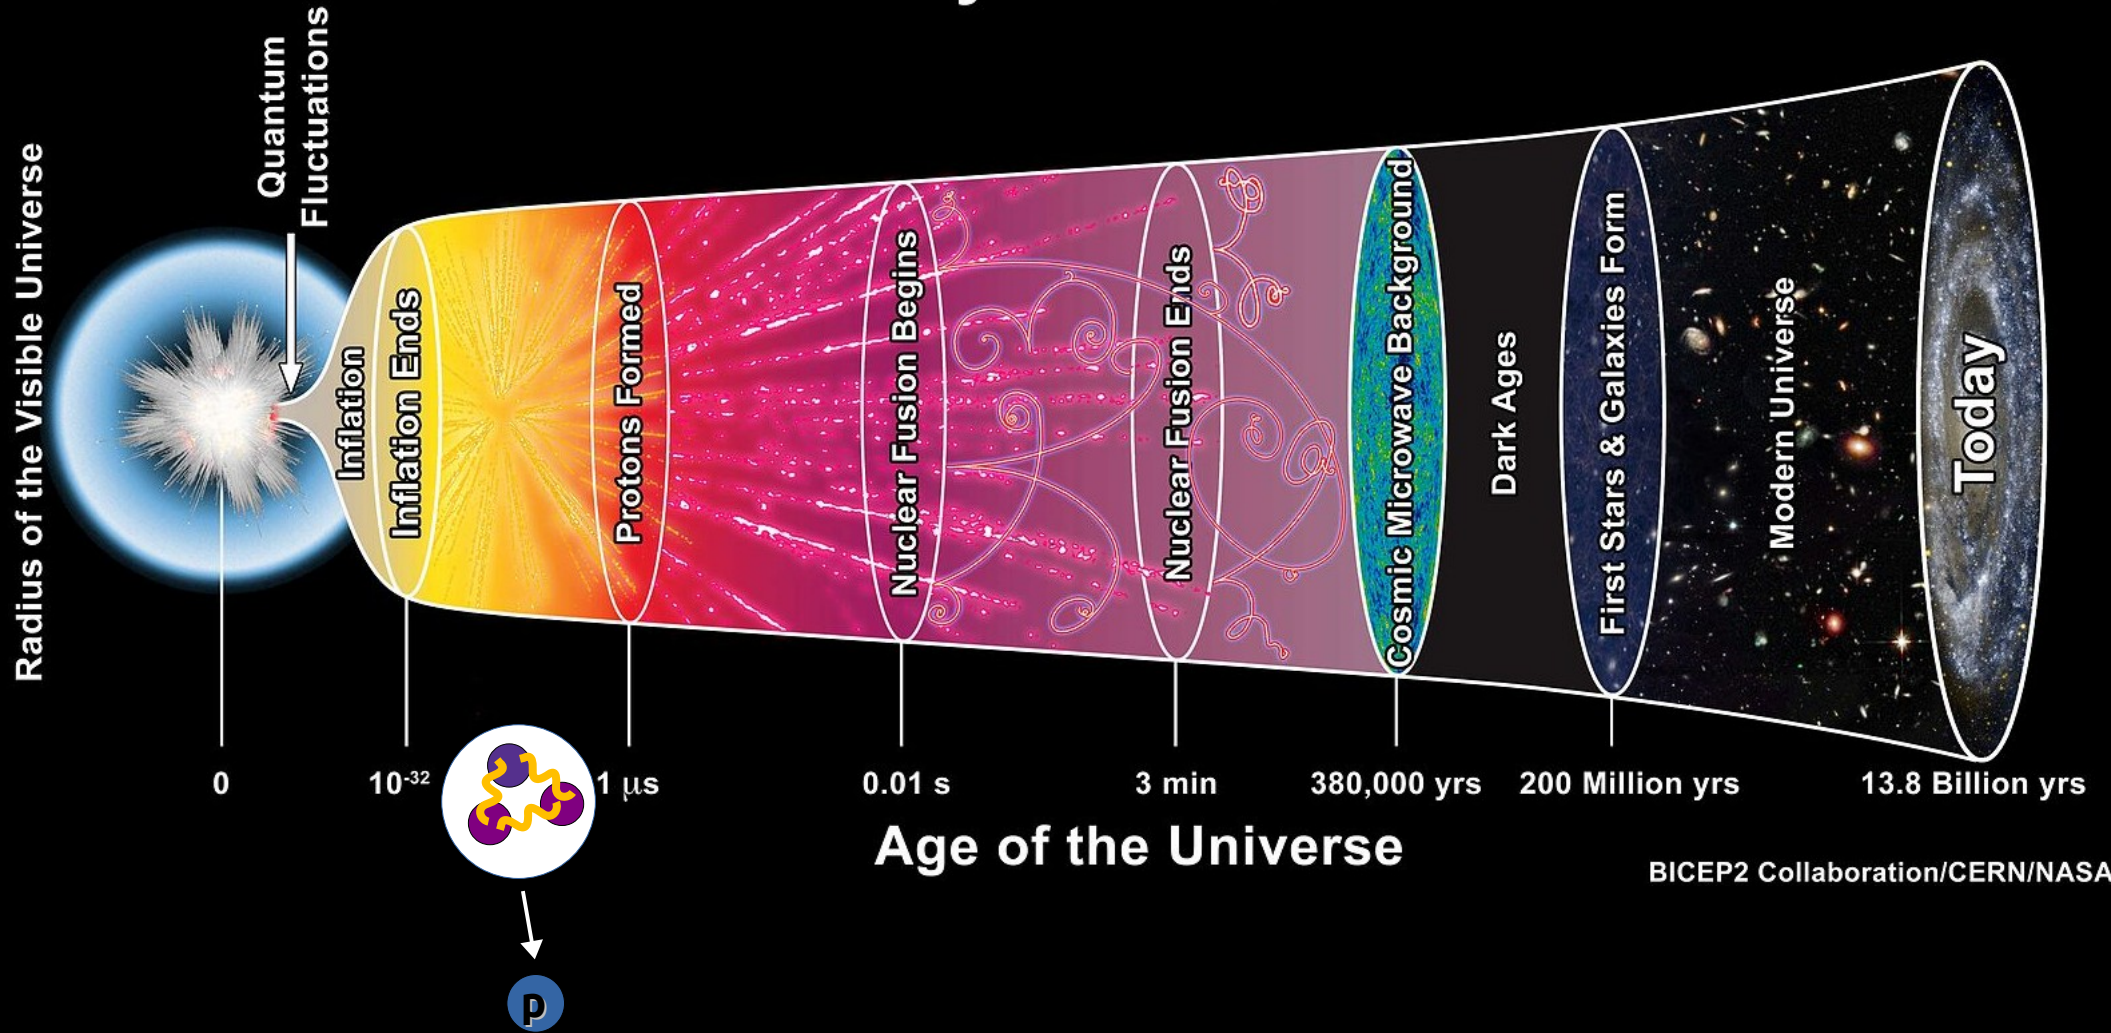 Radius of the Visible Universe
Quantum
Fluctuations
Inflation
Inflation Ends
Protons Formed
Nuclear Fusion Begins
Nuclear Fusion Ends
Cosmic Microwave Background
Dark Ages
First Stars & Galaxies Form
Modern Universe
Today
0
10⁻³²
1 μs
0.01 s
3 min
380,000 yrs
200 Million yrs
13.8 Billion yrs
Age of the Universe
BICEP2 Collaboration/CERN/NASA
p